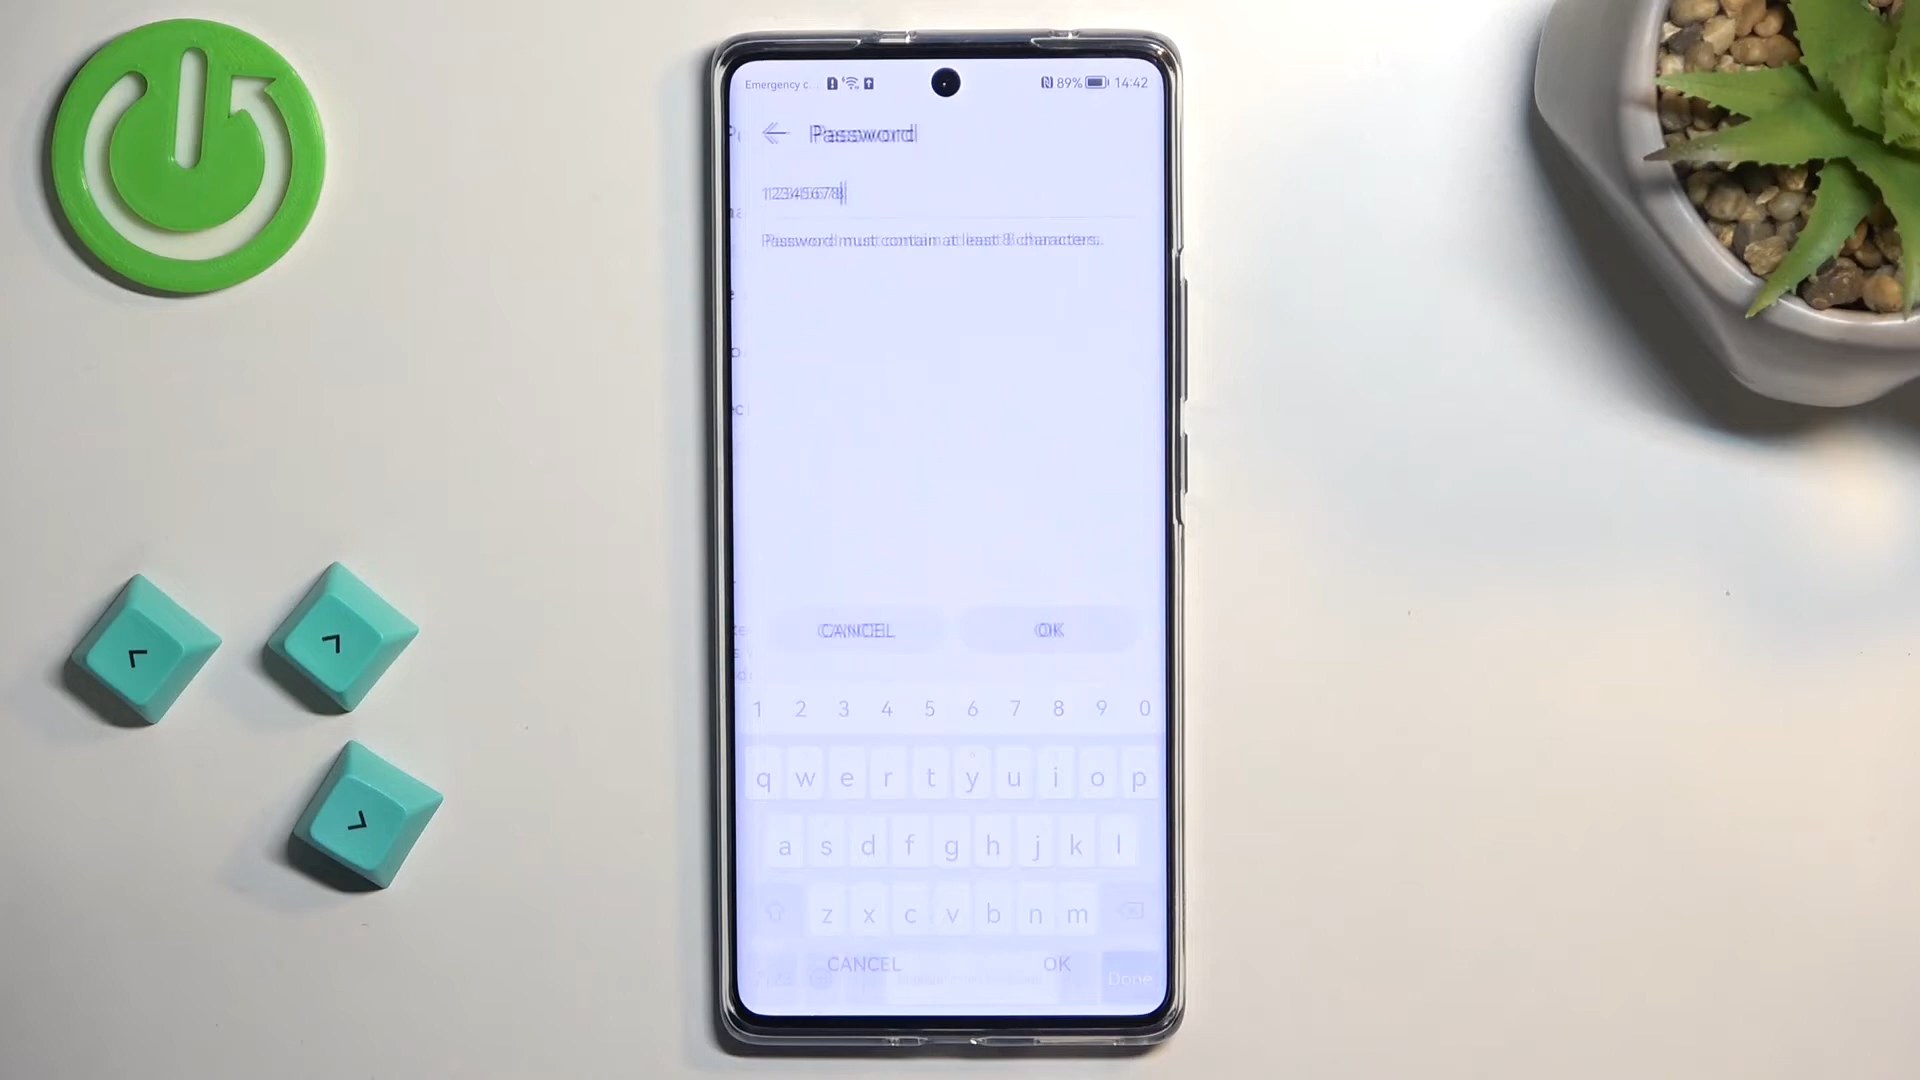 Emergency c... 89% 14:42
Password
12345678
Password must contain at least 8 characters.
CANCEL OK
1 2 3 4 5 6 7 8 9 0
q w e r t y u i o p
a s d f g h j k l
z x c v b n m
CANCEL OK
Done